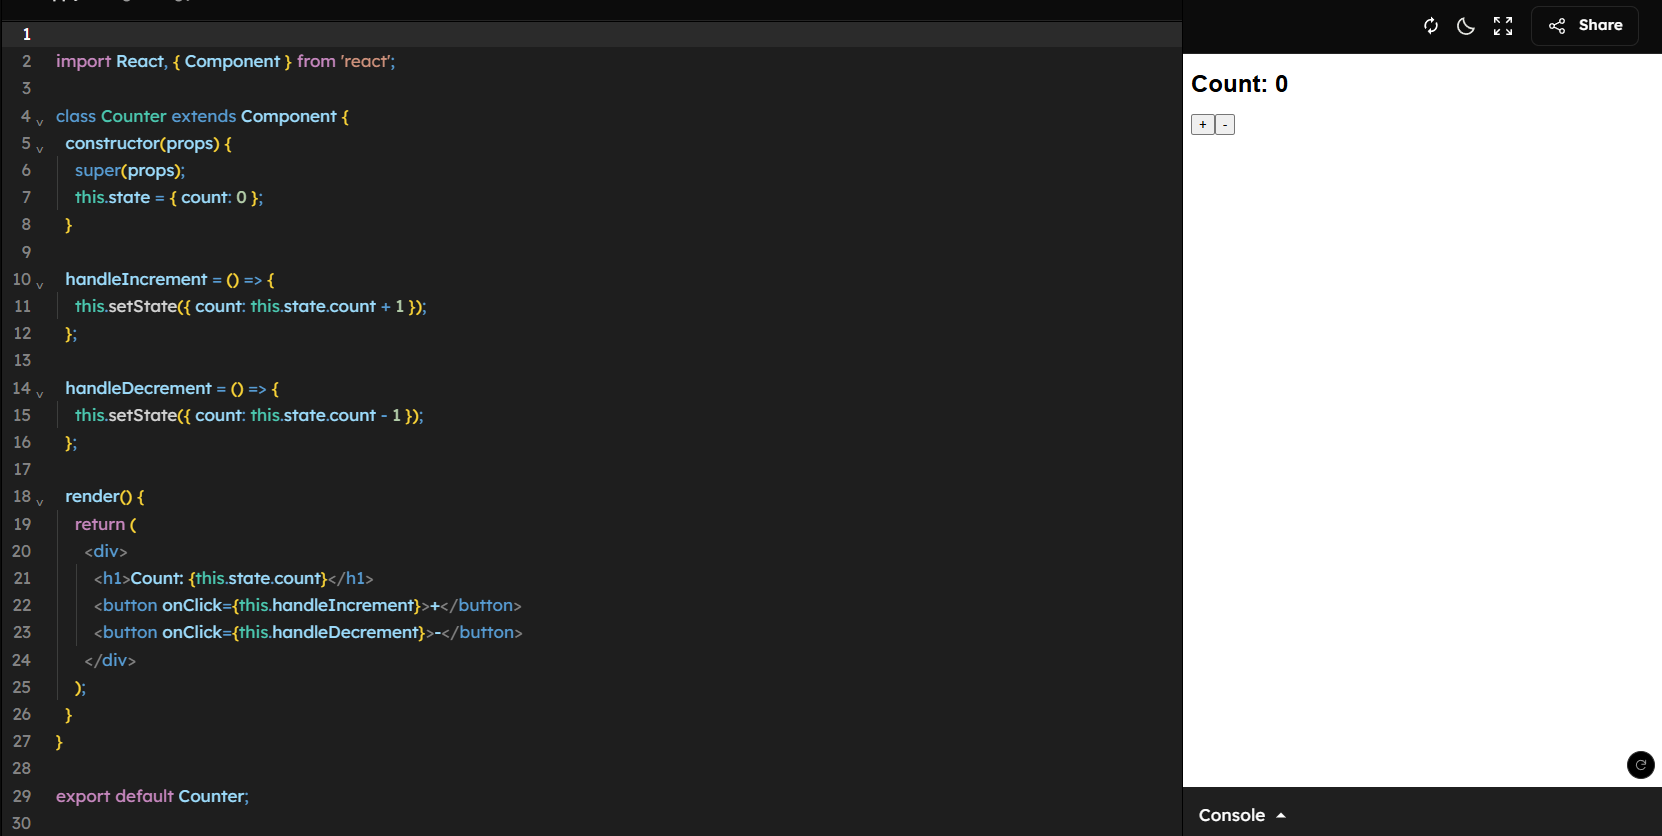 1
2 import React, { Component } from 'react';
3
4 class Counter extends Component {
5 constructor(props) {
6 super(props);
7 this.state = { count: 0 };
8 }
9
10 handleIncrement = () => {
11 this.setState({ count: this.state.count + 1 });
12 };
13
14 handleDecrement = () => {
15 this.setState({ count: this.state.count - 1 });
16 };
17
18 render() {
19 return (
20 <div>
21 <h1>Count: {this.state.count}</h1>
22 <button onClick={this.handleIncrement}>+</button>
23 <button onClick={this.handleDecrement}>-</button>
24 </div>
25 );
26 }
27 }
28
29 export default Counter;
30
Share
Count: 0
+ -
Console